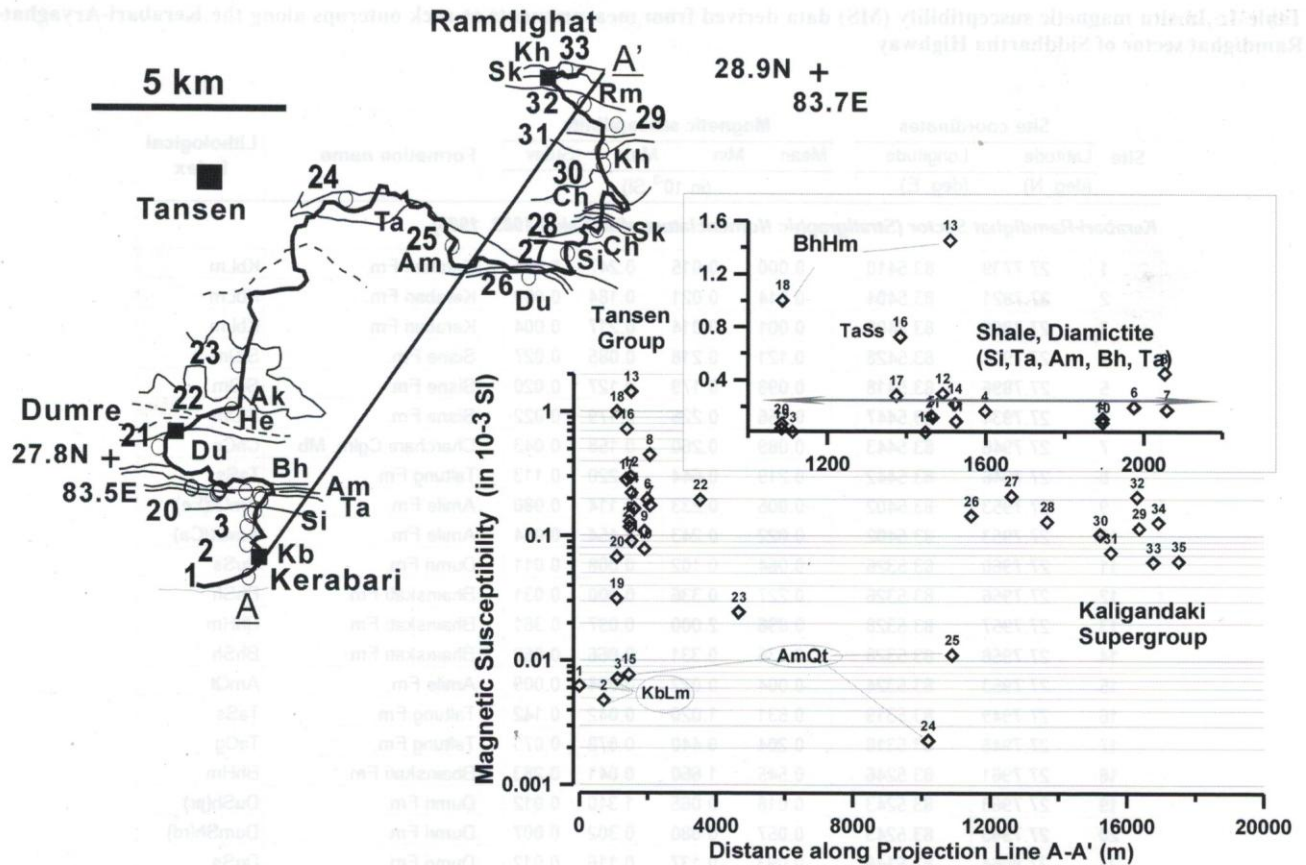 Ramdighat
Kh 33 A'
Sk
28.9N +
83.7E
5 km
32 Rm
29
31
Kh
30
Ch
24
Tansen
Ta
25
Am
28
27
Sk
Ch
Si
26
Du
23
22
Ak
He
Dumre
21
Du
27.8N +
83.5E
Bh
Am
Ta
20
Si
3
2
Kb
1
Kerabari
A
1.6
1.2
0.8
0.4
1200
1600
2000
BhHm
13
18
TaSs
16
Shale, Diamictite
(Si,Ta, Am, Bh, Ta)
17
12
14
4
6
7
Tansen
Group
Magnetic Susceptibility (in 10-3 SI)
1
0.1
0.01
0.001
13
18
16
8
6
9
22
20
19
23
15
1
KbLm
AmQt
25
24
26
27
28
30
31
32
29
34
33
35
Kaligandaki
Supergroup
0
4000
8000
12000
16000
20000
Distance along Projection Line A-A' (m)